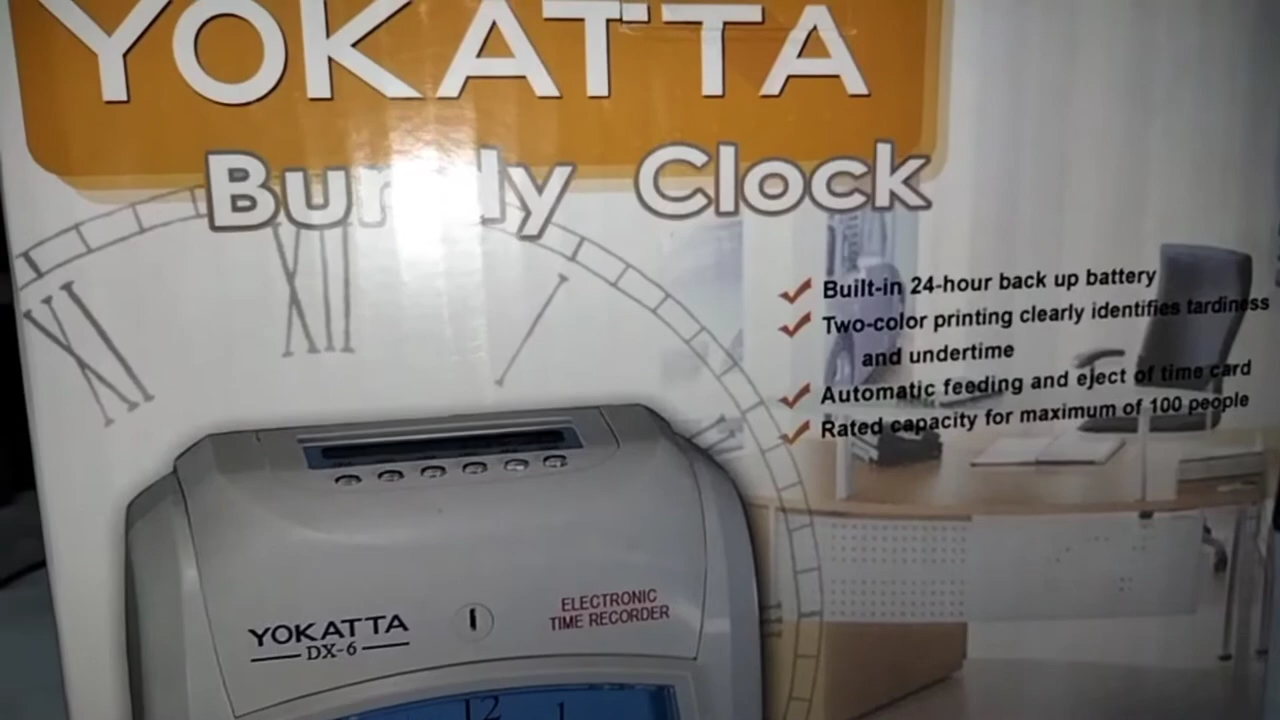 YOKATTA
Bundy Clock
Built-in 24-hour back up battery
Two-color printing clearly identifies tardiness
and undertime
Automatic feeding and eject of time card
Rated capacity for maximum of 100 people
XII
I
YOKATTA
DX-6
ELECTRONIC
TIME RECORDER
12
1